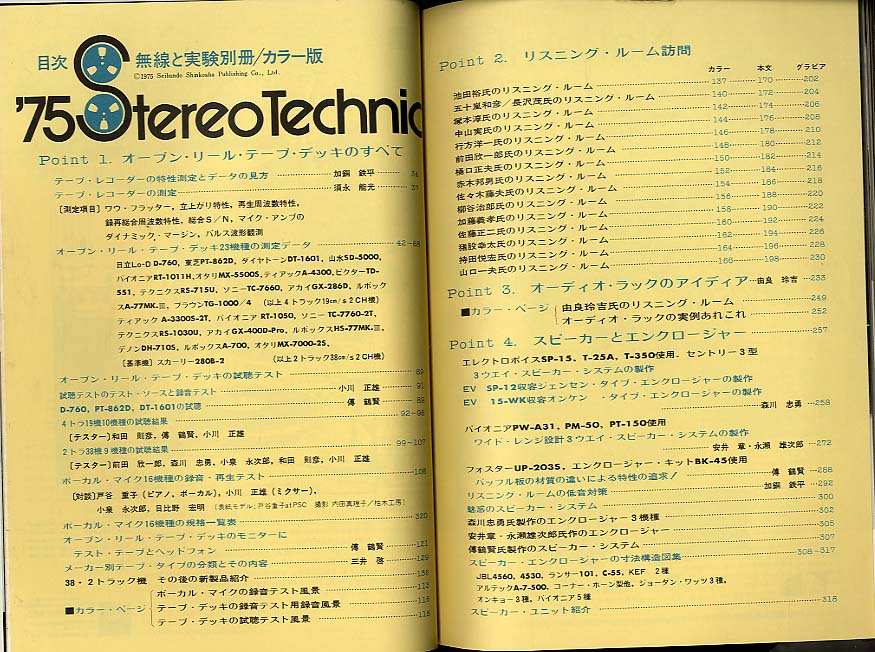 目次
無線と実験別冊/カラー版
©1975 Seibundo Shinkosha Publishing Co., Ltd.
'75 Stereo Technic
Point 1. オープン・リール・テープ・デッキのすべて
テープ・レコーダーの特性測定とデータの見方 加銅 鉄平 34
テープ・レコーダーの測定 須永 能光 37
〔測定項目〕ワウ・フラッター，立上がり特性，再生周波数特性，
録再総合周波数特性，総合S／N，マイク・アンプの
ダイナミック・マージン，パルス波形観測
オープン・リール・テープ・デッキ23機種の測定データ 42〜88
日立Lo-D D-760，東芝PT-862D，ダイヤトーンDT-1601，山水SD-5000，
パイオニアRT-1011H，オタリMX-5500S，ティアックA-4300，ビクターTD-
551，テクニクスRS-715U，ソニーTC-7660，アカイGX-286D，ルボック
スA-77MK.Ⅲ，ブラウンTG-1000／4 （以上4トラック19cm/s 2CH機）
ティアック A-3300S-2T，パイオニア RT-1050，ソニー TC-7760-2T，
テクニクスRS-1030U，アカイGX-400D-Pro，ルボックスHS-77MK.Ⅲ，
デノンDH-710S，ルボックスA-700，オタリMX-7000-2S，
〔基準機〕スカーリー280B-2 （以上2トラック38cm/s 2CH機）
オープン・リール・テープ・デッキの試聴テスト 89
試聴テストのテスト・ソースと録音テスト 小川 正雄 91
D-760，PT-862D，DT-1601の試聴 傅 鶴賢 89
4トラ19機10機種の試聴結果 92〜98
〔テスター〕和田 則彦，傅 鶴賢，小川 正雄
2トラ38機9機種の試聴結果 99〜107
〔テスター〕前田 欣一郎，森川 忠勇，小泉 永次郎，和田 則彦，小川 正雄
ボーカル・マイク16機種の録音・再生テスト 108
〔対談〕戸谷 重子（ピアノ，ボーカル），小川 正雄（ミクサー），
小泉 永次郎，日比野 宏明 〔表紙モデル：戸谷重子atPSC 撮影 内田真理子／柏木工房〕
ボーカル・マイク16機種の規格一覧表 320
オープン・リール・テープ・デッキのモニターに
テスト・テープとヘッドフォン 傅 鶴賢 121
メーカー別テープ・タイプの分類とその内容 三井 啓 129
38・2トラック機 その後の新製品紹介 136
■カラー・ページ
ボーカル・マイクの録音テスト風景 113
テープ・デッキの録音テスト用録音風景 116
テープ・デッキの試聴テスト風景 116
Point 2. リスニング・ルーム訪問
カラー 本文 グラビア
池田裕氏のリスニング・ルーム 137 170 202
五十嵐和彦／長沢茂氏のリスニング・ルーム 140 172 204
塚本淳氏のリスニング・ルーム 142 174 206
中山実氏のリスニング・ルーム 144 176 208
行方洋一氏のリスニング・ルーム 146 178 210
前田欣一郎氏のリスニング・ルーム 148 180 212
樋口正夫氏のリスニング・ルーム 150 182 214
赤木邦男氏のリスニング・ルーム 152 184 216
佐々木藤夫氏のリスニング・ルーム 154 186 218
柳谷治郎氏のリスニング・ルーム 156 188 220
加藤義孝氏のリスニング・ルーム 158 190 222
佐藤正二氏のリスニング・ルーム 160 192 224
猪股幸太氏のリスニング・ルーム 162 194 226
持田悦宏氏のリスニング・ルーム 164 196 228
山口一夫氏のリスニング・ルーム 166 198 230
Point 3. オーディオ・ラックのアイディア 由良 玲吉 233
■カラー・ページ
由良玲吉氏のリスニング・ルーム 249
オーディオ・ラックの実例あれこれ 252
Point 4. スピーカーとエンクロージャー 257
エレクトロボイスSP-15，T-25A，T-350使用，セントリー3型
3ウエイ・スピーカー・システムの製作
EV SP-12収容ジェンセン・タイプ・エンクロージャーの製作
EV 15-WK収容オンケン・タイプ・エンクロージャーの製作
森川 忠勇 258
パイオニアPW-A31，PM-50，PT-150使用
ワイド・レンジ設計3ウエイ・スピーカー・システムの製作
安井 章・永瀬 雄次郎 272
フォスターUP-203S，エンクロージャー・キットBK-45使用
バッフル板の材質の違いによる特性の追求！ 傅 鶴賢 288
リスニング・ルームの低音対策 加銅 鉄平 292
魅惑のスピーカー・システム 300
森川忠勇氏製作のエンクロージャー3機種 302
安井章・永瀬雄次郎氏作のエンクロージャー 305
傅鶴賢氏製作のスピーカー・システム 307
スピーカー・エンクロージャーの寸法構造図集 308〜317
JBL4560，4530，ランサー101，C-55，KEF 2種
アルテックA-7-500，コーナー・ホーン型他，ジョータン・ワッツ3種，
オンキョー3種，パイオニア5種
スピーカー・ユニット紹介 318